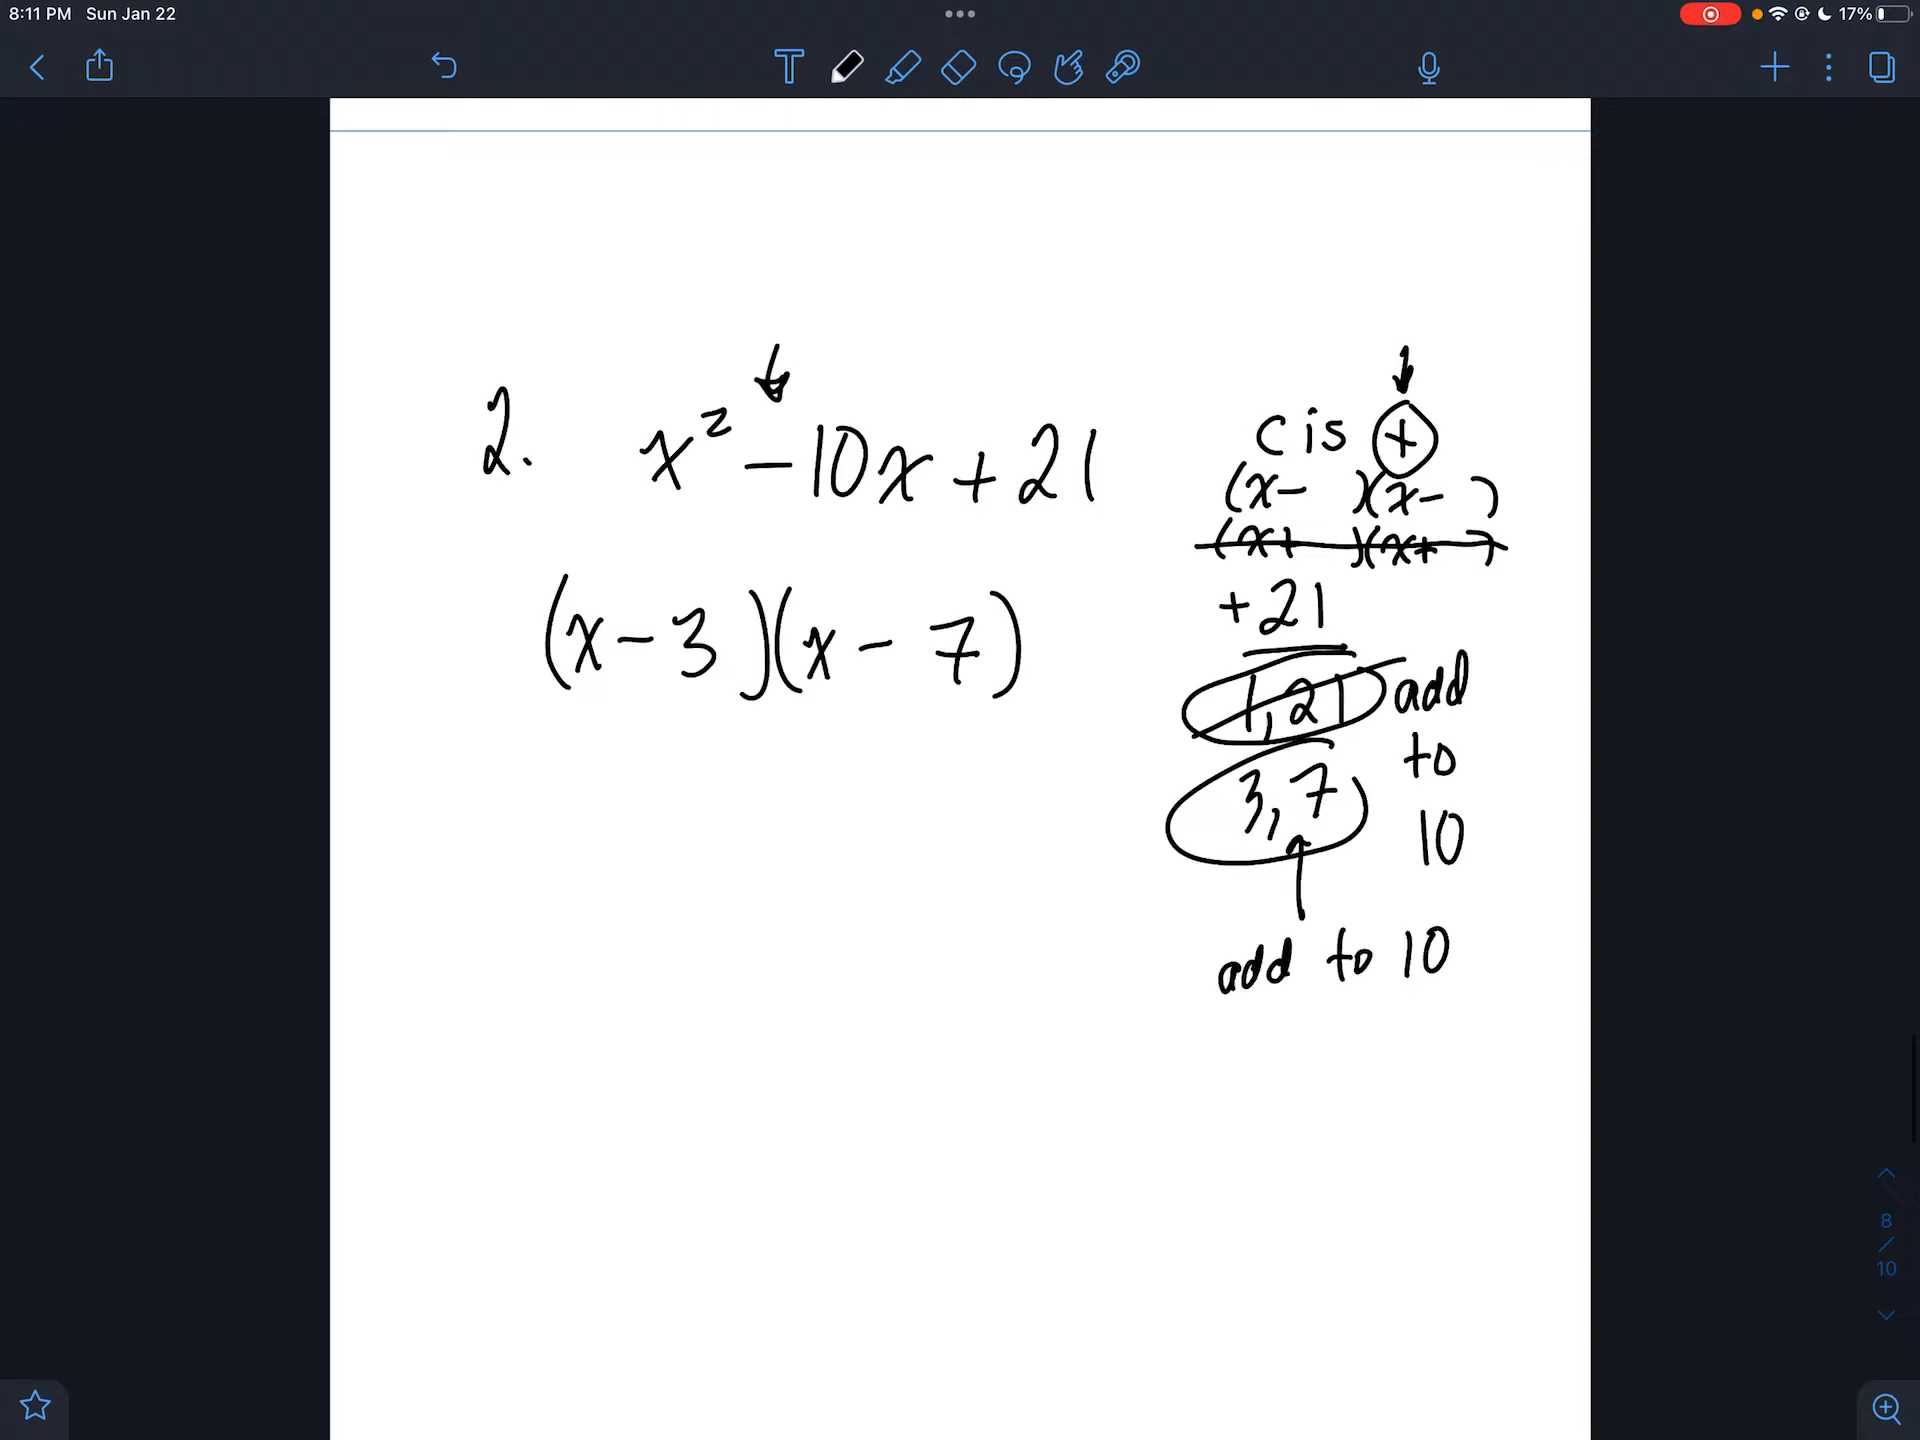 8:11 PM Sun Jan 22
17%
T
2. x² - 10x + 21
(x - 3)(x - 7)
c is +
(x- )(x- )
(x+ )(x+ )
+21
1, 21 add
to
3, 7
10
add to 10
8
/
10